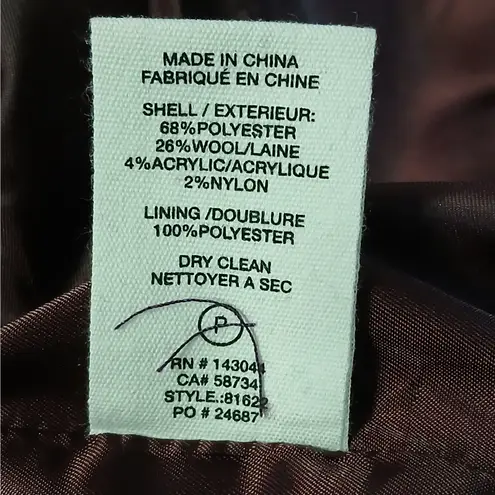 MADE IN CHINA
FABRIQUÉ EN CHINE
SHELL / EXTERIEUR:
68%POLYESTER
26%WOOL/LAINE
4%ACRYLIC/ACRYLIQUE
2%NYLON
LINING /DOUBLURE
100%POLYESTER
DRY CLEAN
NETTOYER A SEC
P
RN # 143044
CA# 58734
STYLE.:81622
PO # 24687